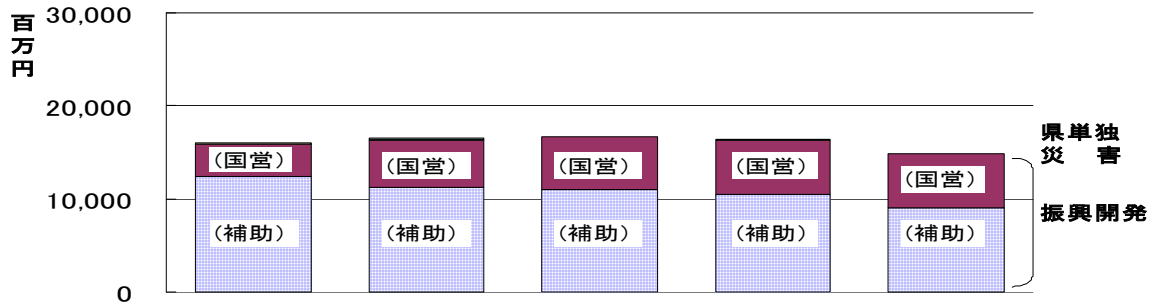 百万円
30,000
20,000
10,000
0
(国営)
(国営)
(国営)
(国営)
(国営)
(補助)
(補助)
(補助)
(補助)
(補助)
県単独
災　害
振興開発